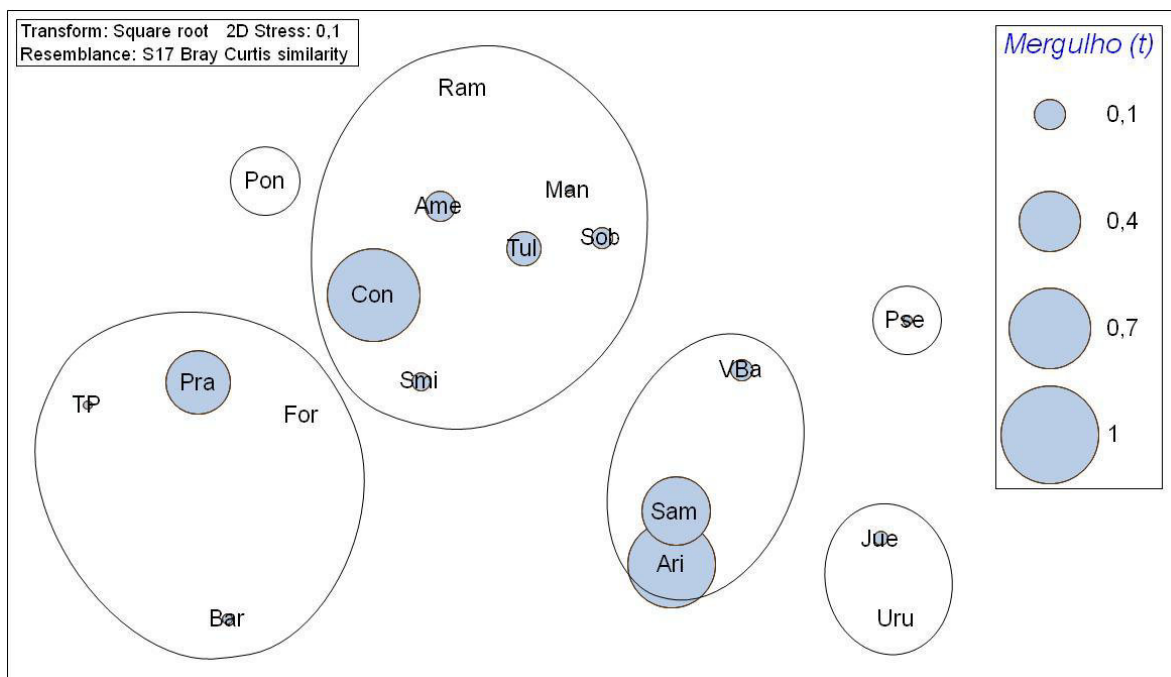 Transform: Square root 2D Stress: 0,1
Resemblance: S17 Bray Curtis similarity
Mergulho (t)
0,1
0,4
0,7
1
Ram
Pon
Man
Ame
Tul
Sob
Con
Pse
VBa
Smi
Pra
TP
For
Sam
Jue
Ari
Bar
Uru